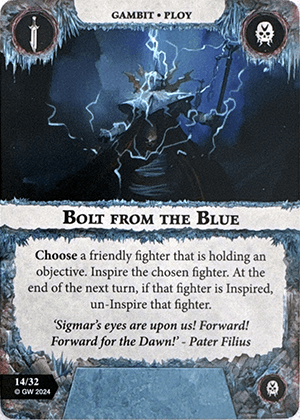 GAMBIT • PLOY
BOLT FROM THE BLUE
Choose a friendly fighter that is holding an
objective. Inspire the chosen fighter. At the
end of the next turn, if that fighter is Inspired,
un-Inspire that fighter.
'Sigmar's eyes are upon us! Forward!
Forward for the Dawn!' - Pater Filius
14/32
© GW 2024